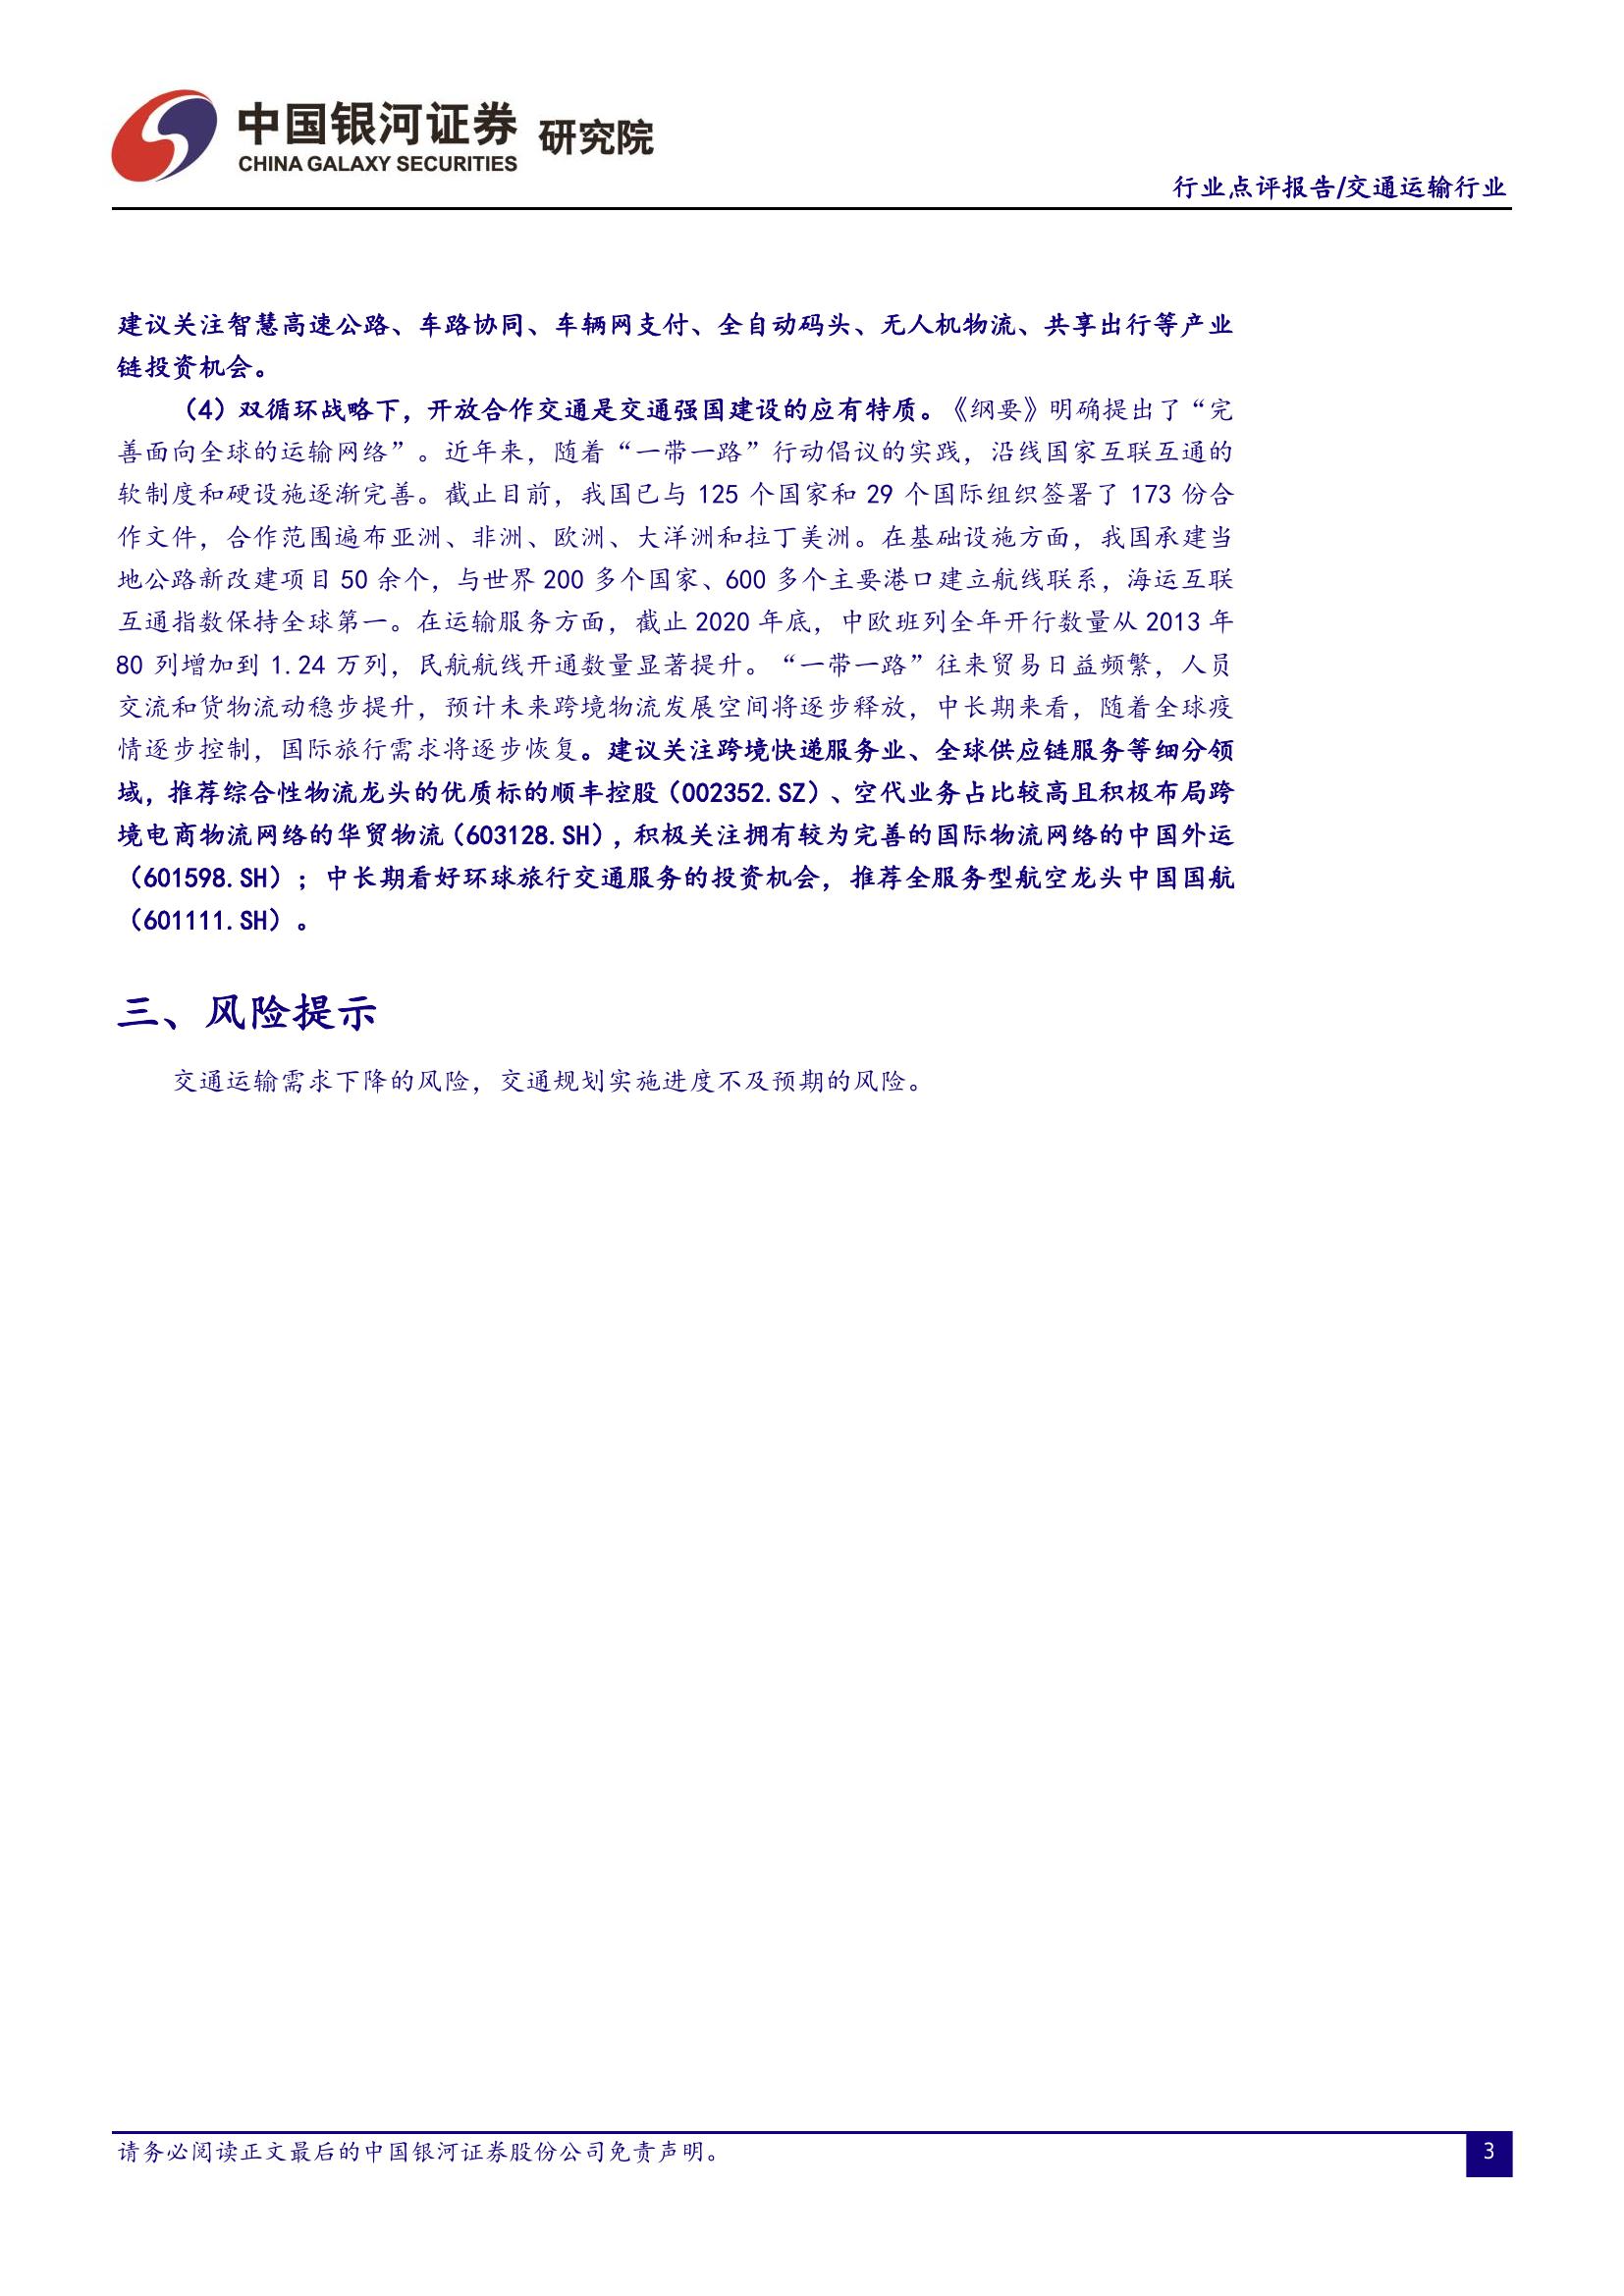 中国银河证券 研究院
CHINA GALAXY SECURITIES
行业点评报告/交通运输行业
建议关注智慧高速公路、车路协同、车辆网支付、全自动码头、无人机物流、共享出行等产业
链投资机会。
（4）双循环战略下，开放合作交通是交通强国建设的应有特质。《纲要》明确提出了“完
善面向全球的运输网络”。近年来，随着“一带一路”行动倡议的实践，沿线国家互联互通的
软制度和硬设施逐渐完善。截止目前，我国已与 125 个国家和 29 个国际组织签署了 173 份合
作文件，合作范围遍布亚洲、非洲、欧洲、大洋洲和拉丁美洲。在基础设施方面，我国承建当
地公路新改建项目 50 余个，与世界 200 多个国家、600 多个主要港口建立航线联系，海运互联
互通指数保持全球第一。在运输服务方面，截止 2020 年底，中欧班列全年开行数量从 2013 年
80 列增加到 1.24 万列，民航航线开通数量显著提升。“一带一路”往来贸易日益频繁，人员
交流和货物流动稳步提升，预计未来跨境物流发展空间将逐步释放，中长期来看，随着全球疫
情逐步控制，国际旅行需求将逐步恢复。建议关注跨境快递服务业、全球供应链服务等细分领
域，推荐综合性物流龙头的优质标的顺丰控股（002352.SZ）、空代业务占比较高且积极布局跨
境电商物流网络的华贸物流（603128.SH），积极关注拥有较为完善的国际物流网络的中国外运
（601598.SH）；中长期看好环球旅行交通服务的投资机会，推荐全服务型航空龙头中国国航
（601111.SH）。
三、风险提示
交通运输需求下降的风险，交通规划实施进度不及预期的风险。
请务必阅读正文最后的中国银河证券股份公司免责声明。
3